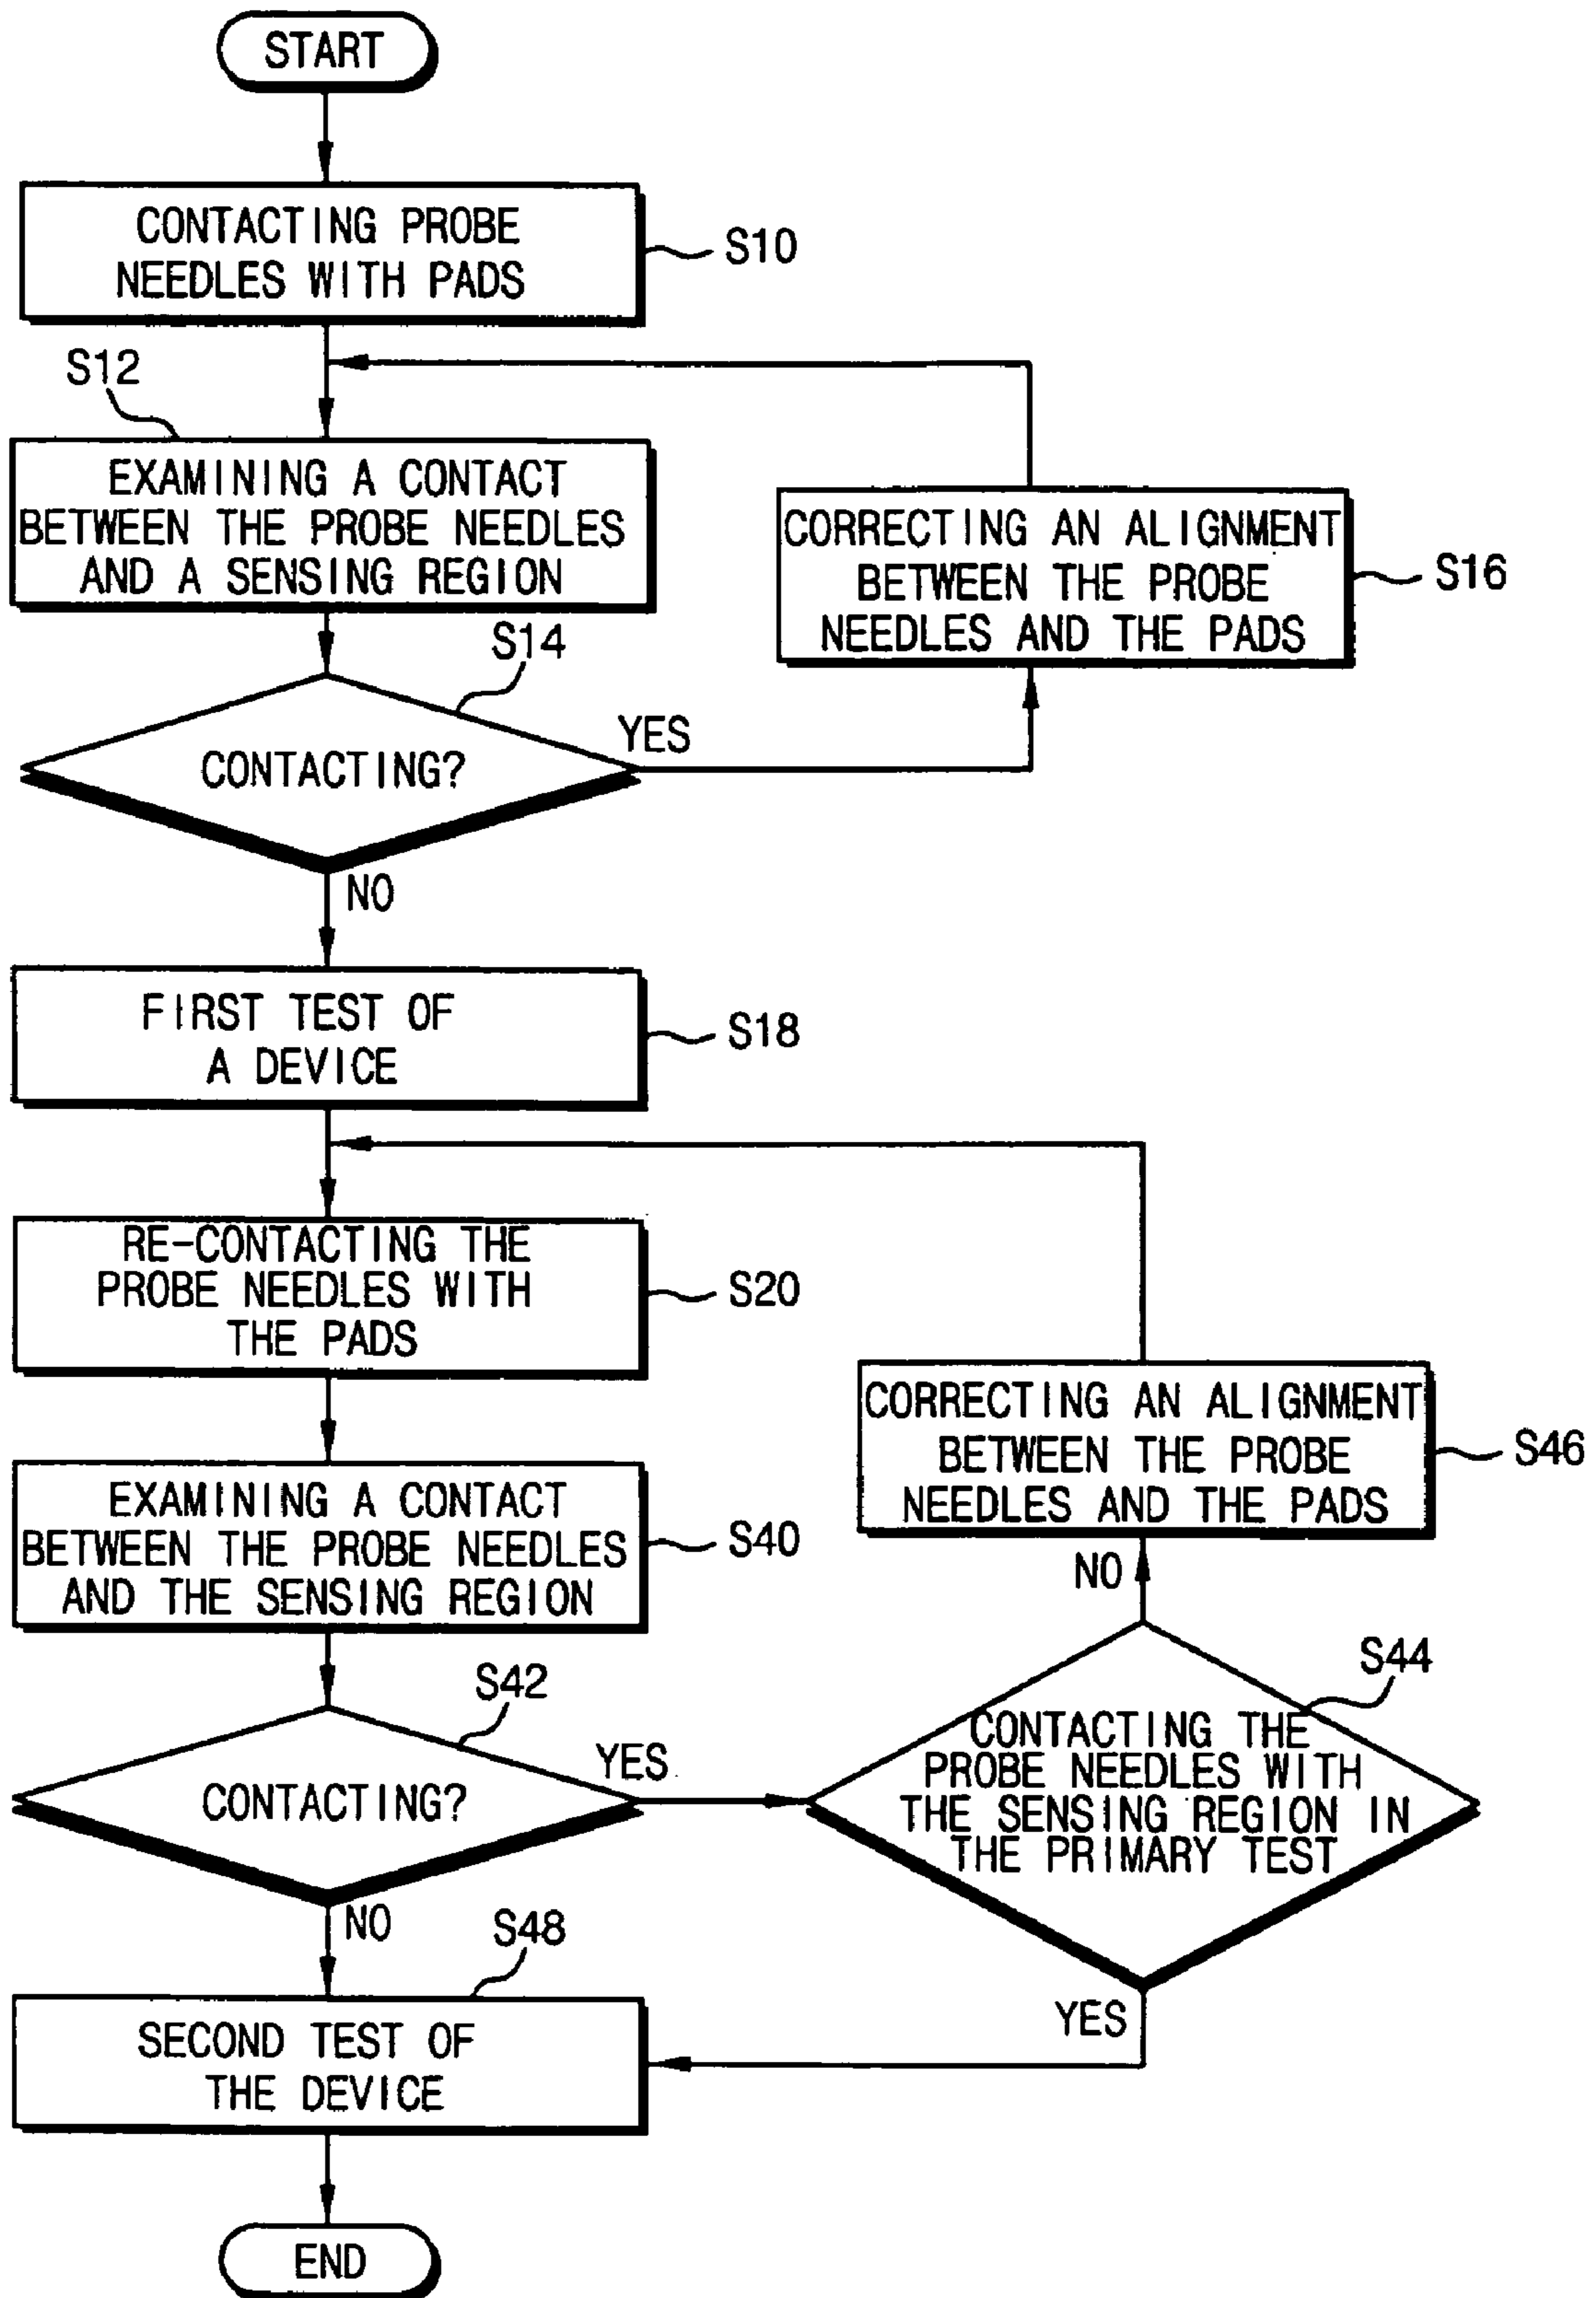 START
CONTACTING PROBE
NEEDLES WITH PADS
S10
S12
EXAMINING A CONTACT
BETWEEN THE PROBE NEEDLES
AND A SENSING REGION
CORRECTING AN ALIGNMENT
BETWEEN THE PROBE
NEEDLES AND THE PADS
S16
S14
CONTACTING?
YES
NO
FIRST TEST OF
A DEVICE
S18
RE-CONTACTING THE
PROBE NEEDLES WITH
THE PADS
S20
CORRECTING AN ALIGNMENT
BETWEEN THE PROBE
NEEDLES AND THE PADS
S46
EXAMINING A CONTACT
BETWEEN THE PROBE NEEDLES
AND THE SENSING REGION
S40
NO
S42
CONTACTING?
YES
S44
CONTACTING THE
PROBE NEEDLES WITH
THE SENSING REGION IN
THE PRIMARY TEST
NO
S48
YES
SECOND TEST OF
THE DEVICE
END